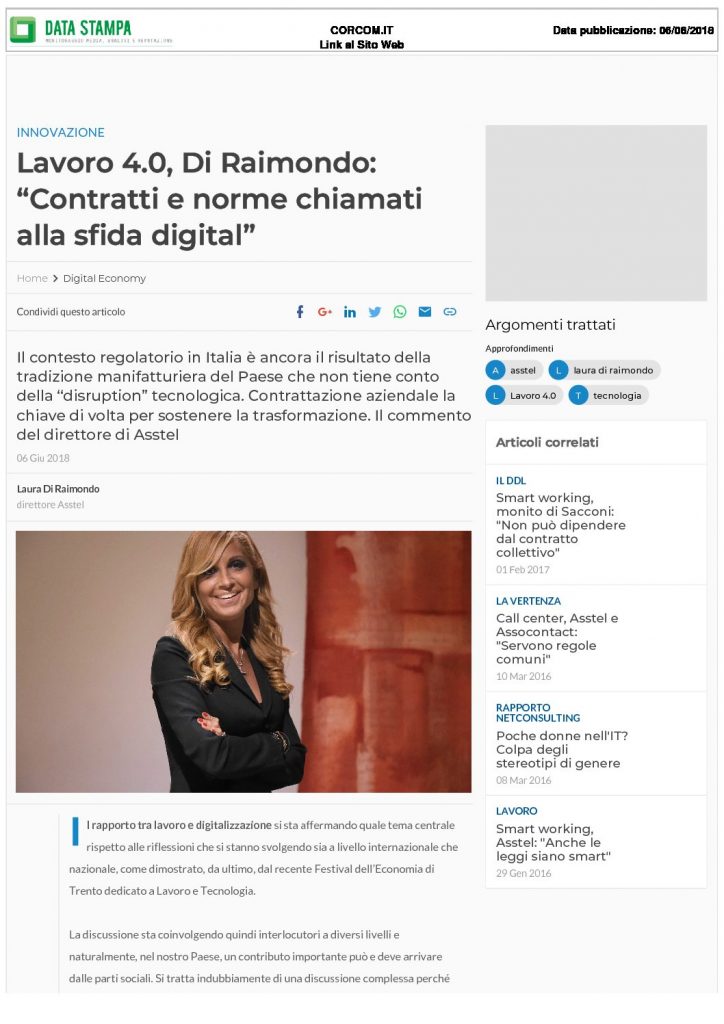 DATA STAMPA
MONITORAGGIO MEDIA, ANALISI E REPUTAZIONE
CORCOM.IT
Link al Sito Web
Data pubblicazione: 06/06/2018
INNOVAZIONE
Lavoro 4.0, Di Raimondo:
“Contratti e norme chiamati
alla sfida digital”
Home > Digital Economy
Condividi questo articolo
Il contesto regolatorio in Italia è ancora il risultato della
tradizione manifatturiera del Paese che non tiene conto
della “disruption” tecnologica. Contrattazione aziendale la
chiave di volta per sostenere la trasformazione. Il commento
del direttore di Asstel
06 Giu 2018
Laura Di Raimondo
direttore Asstel
Il rapporto tra lavoro e digitalizzazione si sta affermando quale tema centrale
rispetto alle riflessioni che si stanno svolgendo sia a livello internazionale che
nazionale, come dimostrato, da ultimo, dal recente Festival dell’Economia di
Trento dedicato a Lavoro e Tecnologia.
La discussione sta coinvolgendo quindi interlocutori a diversi livelli e
naturalmente, nel nostro Paese, un contributo importante può e deve arrivare
dalle parti sociali. Si tratta indubbiamente di una discussione complessa perché
Argomenti trattati
Approfondimenti
A asstel
L laura di raimondo
L Lavoro 4.0
T tecnologia
Articoli correlati
IL DDL
Smart working,
monito di Sacconi:
"Non può dipendere
dal contratto
collettivo"
01 Feb 2017
LA VERTENZA
Call center, Asstel e
Assocontact:
"Servono regole
comuni"
10 Mar 2016
RAPPORTO
NETCONSULTING
Poche donne nell'IT?
Colpa degli
stereotipi di genere
08 Mar 2016
LAVORO
Smart working,
Asstel: "Anche le
leggi siano smart"
29 Gen 2016